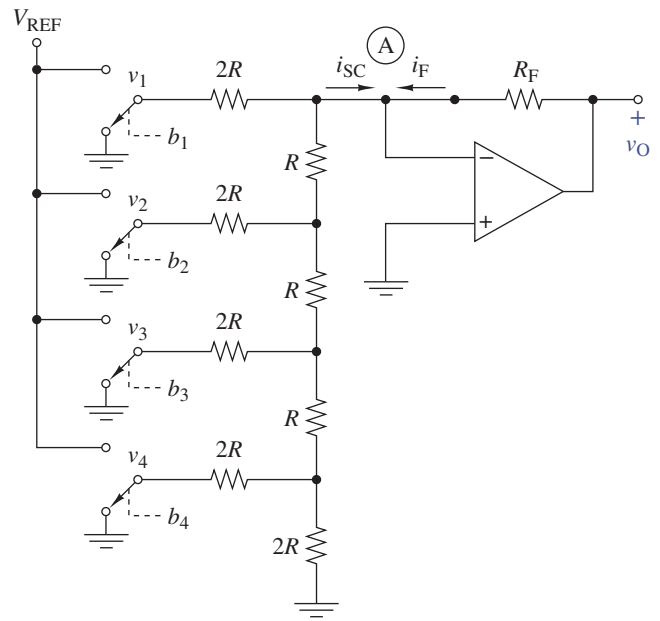 V_REF
A
v_1
2R
i_SC
i_F
R_F
b_1
R
−
+
+
v_O
v_2
2R
b_2
R
v_3
2R
b_3
R
v_4
2R
b_4
2R